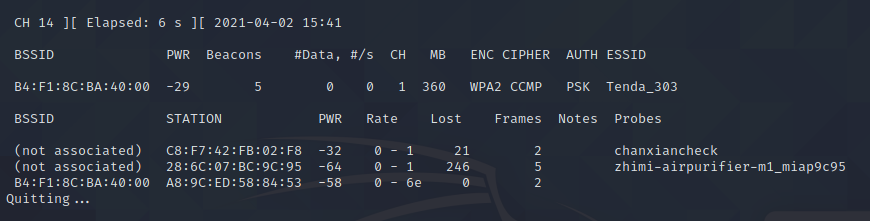 CH 14 ][ Elapsed: 6 s ][ 2021-04-02 15:41
BSSID PWR Beacons #Data, #/s CH MB ENC CIPHER AUTH ESSID
B4:F1:8C:BA:40:00 -29 5 0 0 1 360 WPA2 CCMP PSK Tenda_303
BSSID STATION PWR Rate Lost Frames Notes Probes
(not associated) C8:F7:42:FB:02:F8 -32 0 - 1 21 2 chanxiancheck
(not associated) 28:6C:07:BC:9C:95 -64 0 - 1 246 5 zhimi-airpurifier-m1_miap9c95
B4:F1:8C:BA:40:00 A8:9C:ED:58:84:53 -58 0 - 6e 0 2
Quitting...